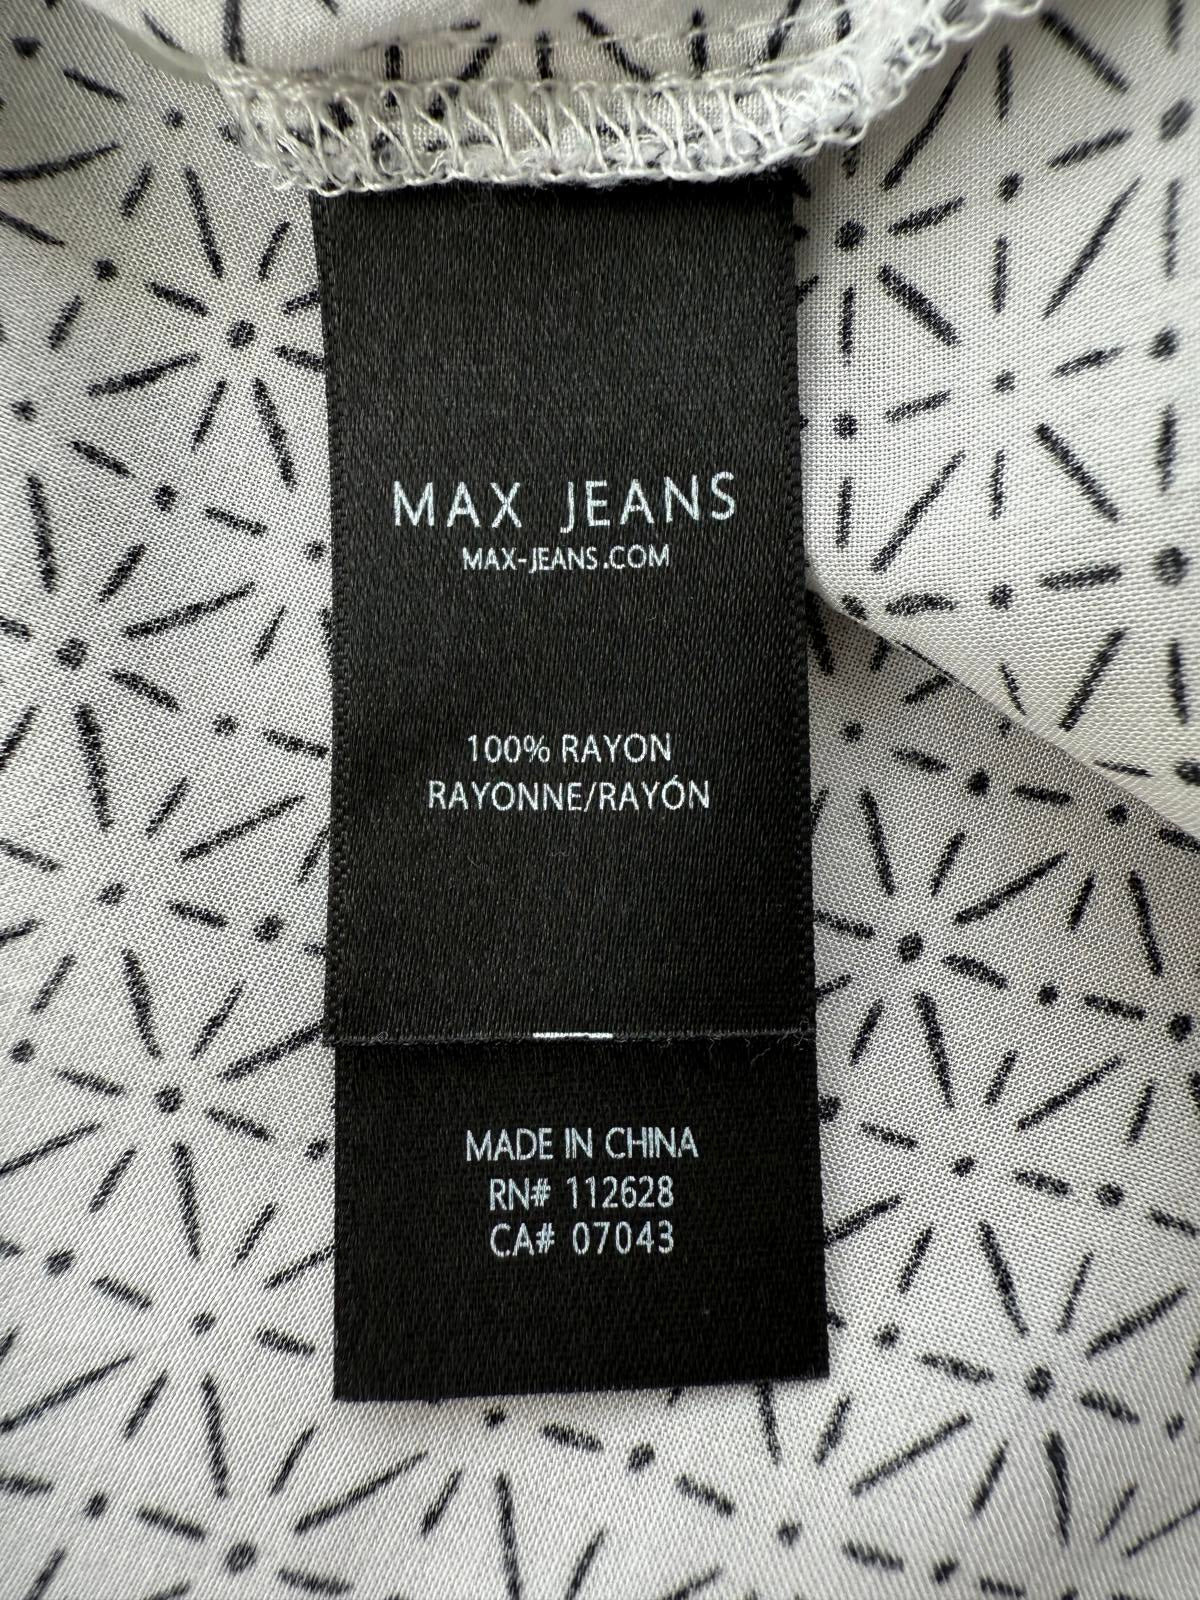 MAX JEANS
MAX-JEANS.COM
100% RAYON
RAYONNE/RAYÓN
MADE IN CHINA
RN# 112628
CA# 07043